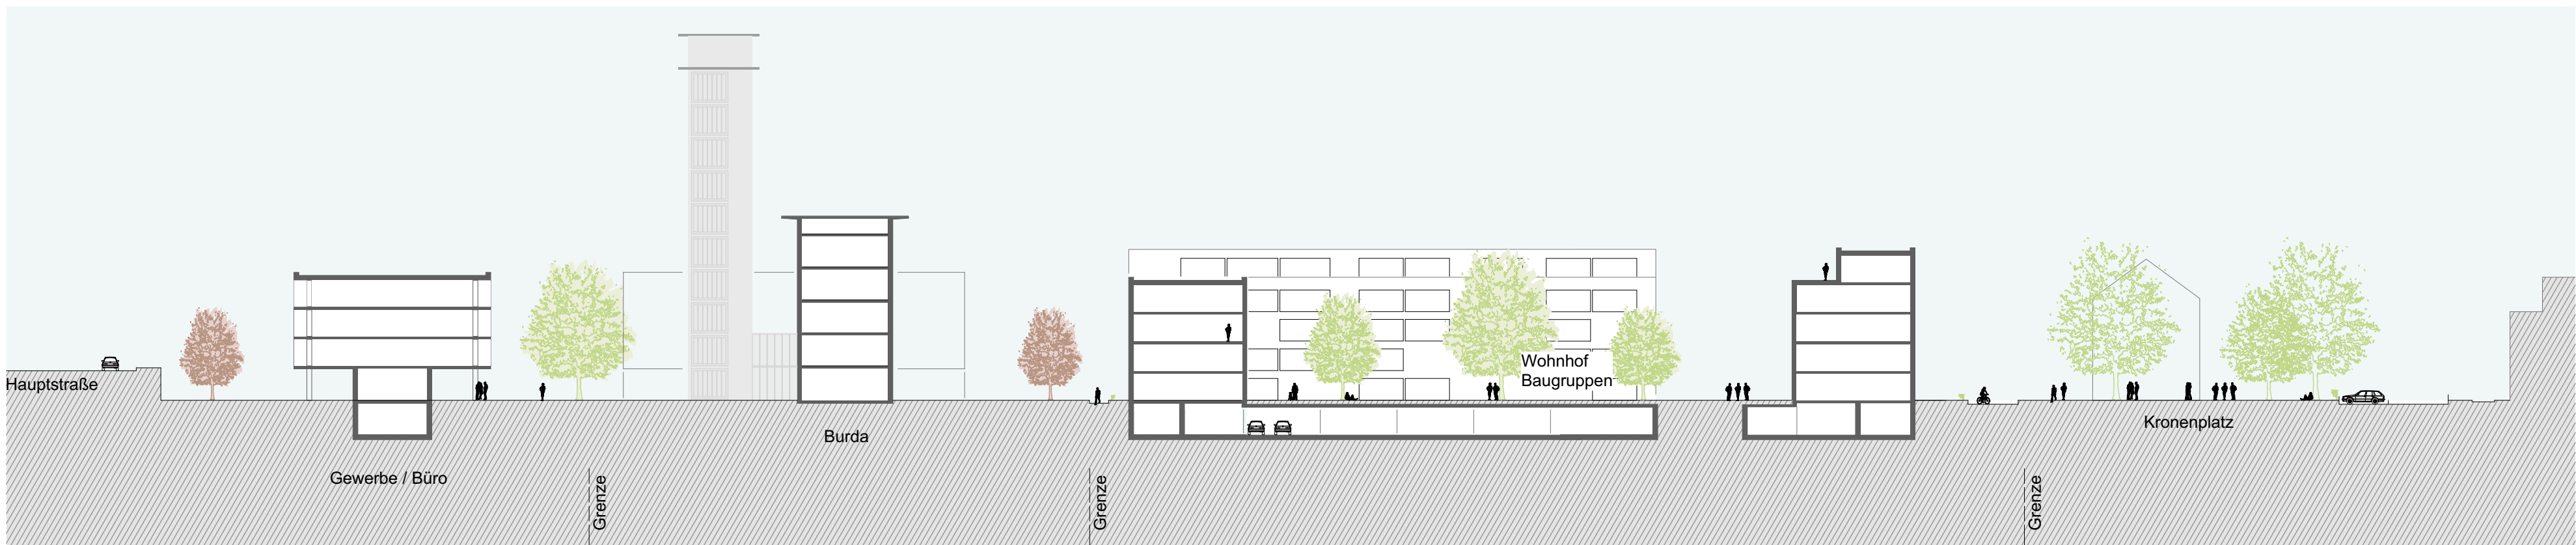 Hauptstraße
Gewerbe / Büro
Grenze
Burda
Grenze
Wohnhof
Baugruppen
Grenze
Kronenplatz